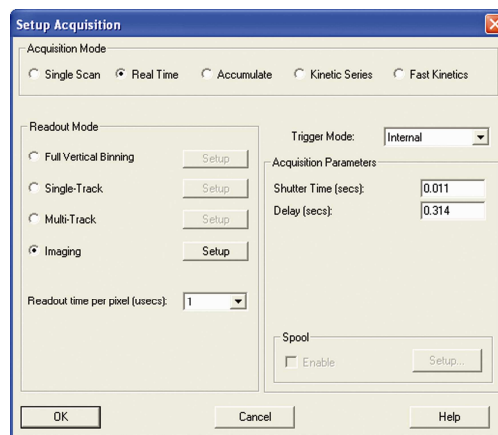 Setup Acquisition
Acquisition Mode
Single Scan Real Time Accumulate Kinetic Series Fast Kinetics
Readout Mode
Full Vertical Binning Setup
Single-Track Setup
Multi-Track Setup
Imaging Setup
Readout time per pixel (usecs): 1
Trigger Mode: Internal
Acquisition Parameters
Shutter Time (secs): 0.011
Delay (secs): 0.314
Spool
Enable Setup...
OK Cancel Help